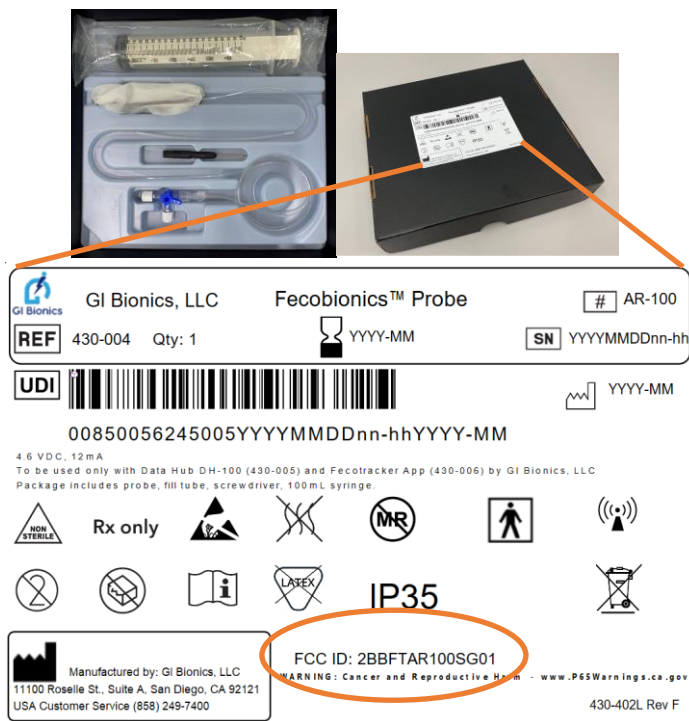 GI Bionics
GI Bionics, LLC
Fecobionics™ Probe
# AR-100
REF 430-004 Qty: 1
YYYY-MM
SN YYYYMMDDnn-hh
UDI
YYYY-MM
00850056245005YYYYMMDDnn-hhYYYY-MM
4.6 VDC, 12mA
To be used only with Data Hub DH-100 (430-005) and Fecotracker App (430-006) by GI Bionics, LLC
Package includes probe, fill tube, screwdriver, 100mL syringe.
NON
STERILE
Rx only
MR
2
i
LATEX
IP35
Manufactured by: GI Bionics, LLC
11100 Roselle St., Suite A, San Diego, CA 92121
USA Customer Service (858) 249-7400
FCC ID: 2BBFTAR100SG01
WARNING: Cancer and Reproductive Harm - www.P65Warnings.ca.gov
430-402L Rev F